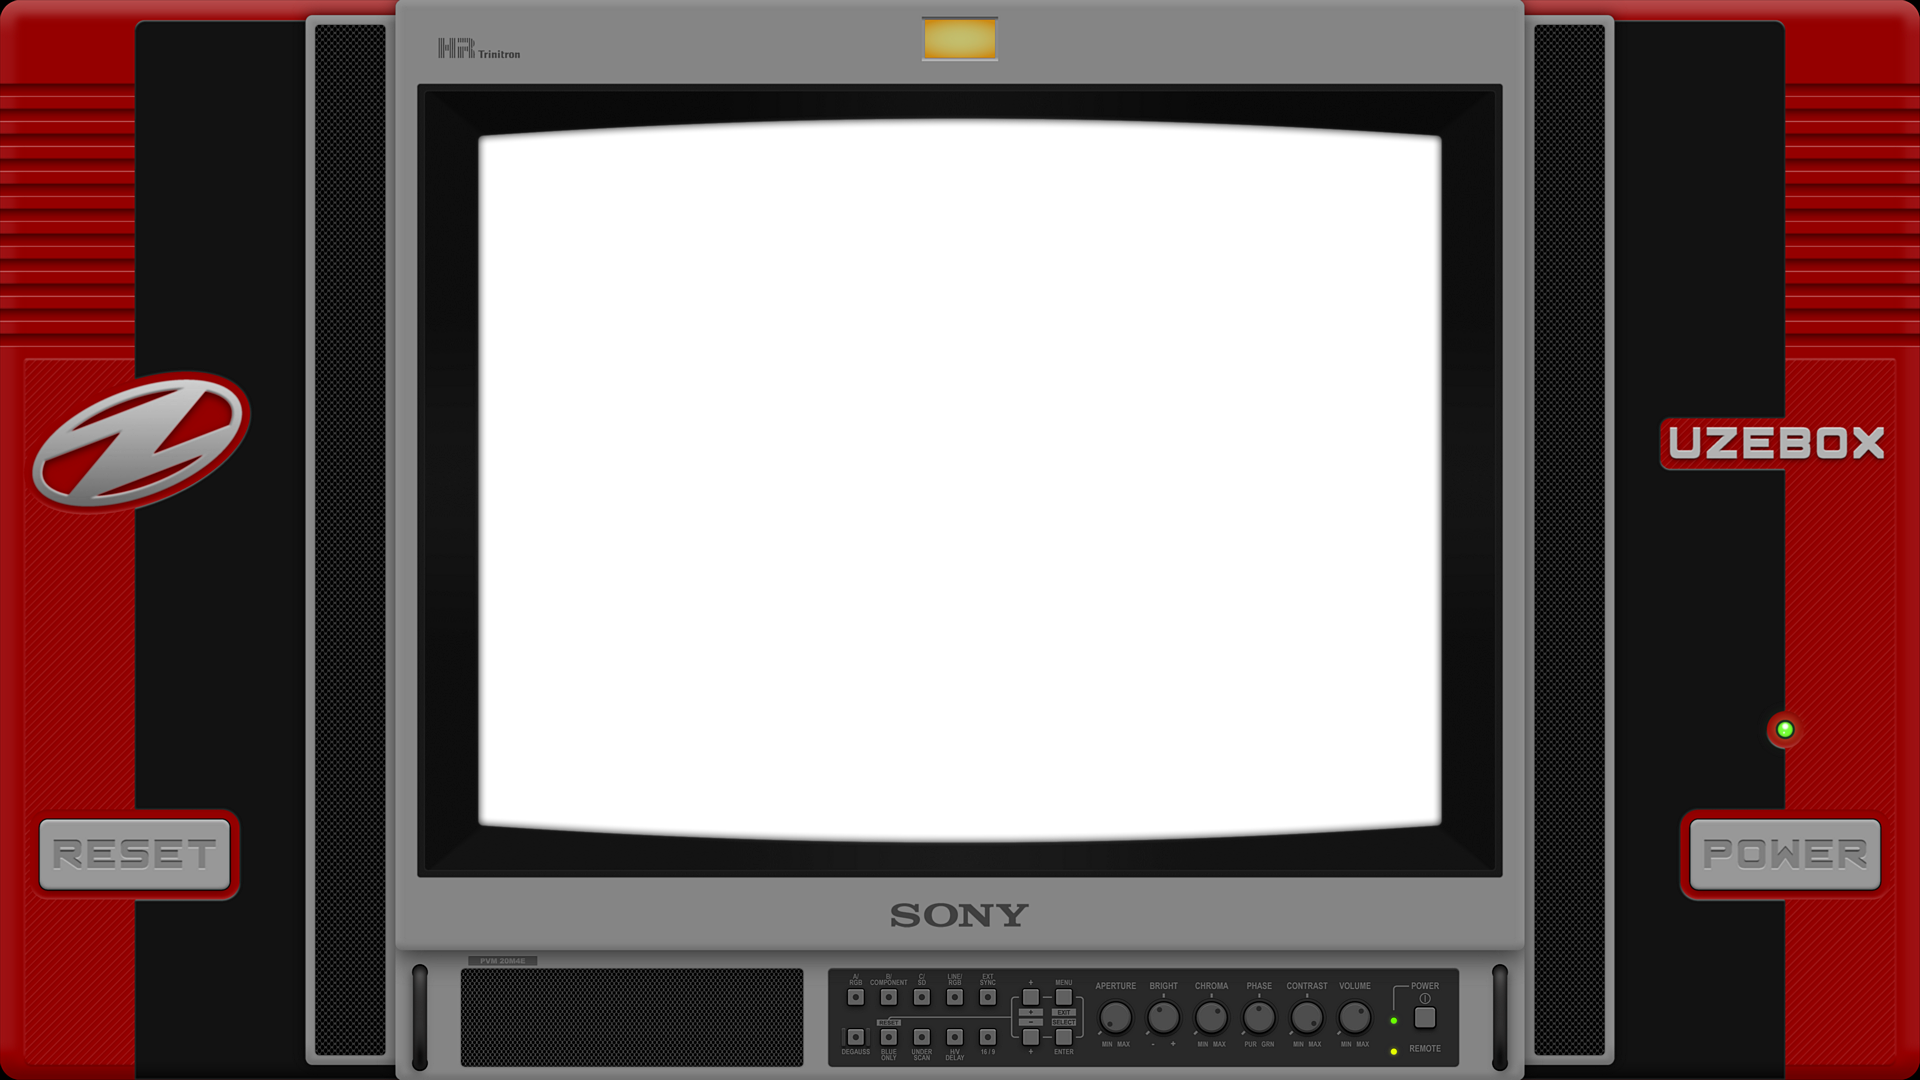 HR Trinitron
UZEBOX
RESET
POWER
SONY
PVM 20M4E
A/ RGB
B/ COMPONENT
C/ SD
LINE/ RGB
EXT SYNC
+
MENU
APERTURE
BRIGHT
CHROMA
PHASE
CONTRAST
VOLUME
POWER
+
EXIT
RESET
−
SELECT
DEGAUSS
BLUE ONLY
UNDER SCAN
H/V DELAY
16 / 9
+
ENTER
MIN MAX
- +
MIN MAX
PUR GRN
MIN MAX
MIN MAX
REMOTE